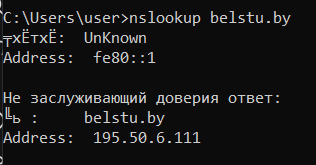 C:\Users\user>nslookup belstu.by
╤хЁтхЁ:  UnKnown
Address:  fe80::1
Не заслуживающий доверия ответ:
╚ь :     belstu.by
Address:  195.50.6.111